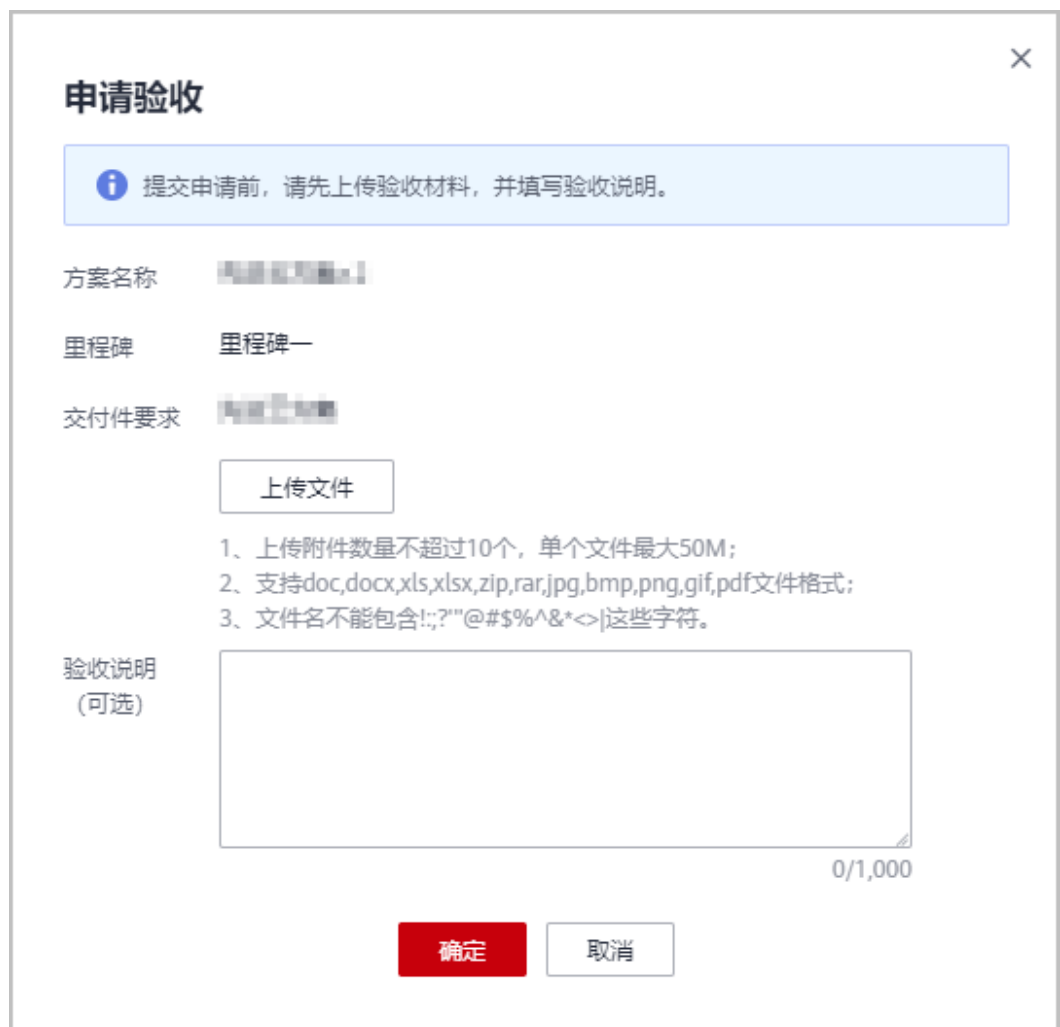 申请验收
提交申请前，请先上传验收材料，并填写验收说明。
方案名称
里程碑 里程碑一
交付件要求
上传文件
1、上传附件数量不超过10个，单个文件最大50M；
2、支持doc,docx,xls,xlsx,zip,rar,jpg,bmp,png,gif,pdf文件格式；
3、文件名不能包含!:;?'"@#$%^&*<>|这些字符。
验收说明
(可选)
0/1,000
确定 取消